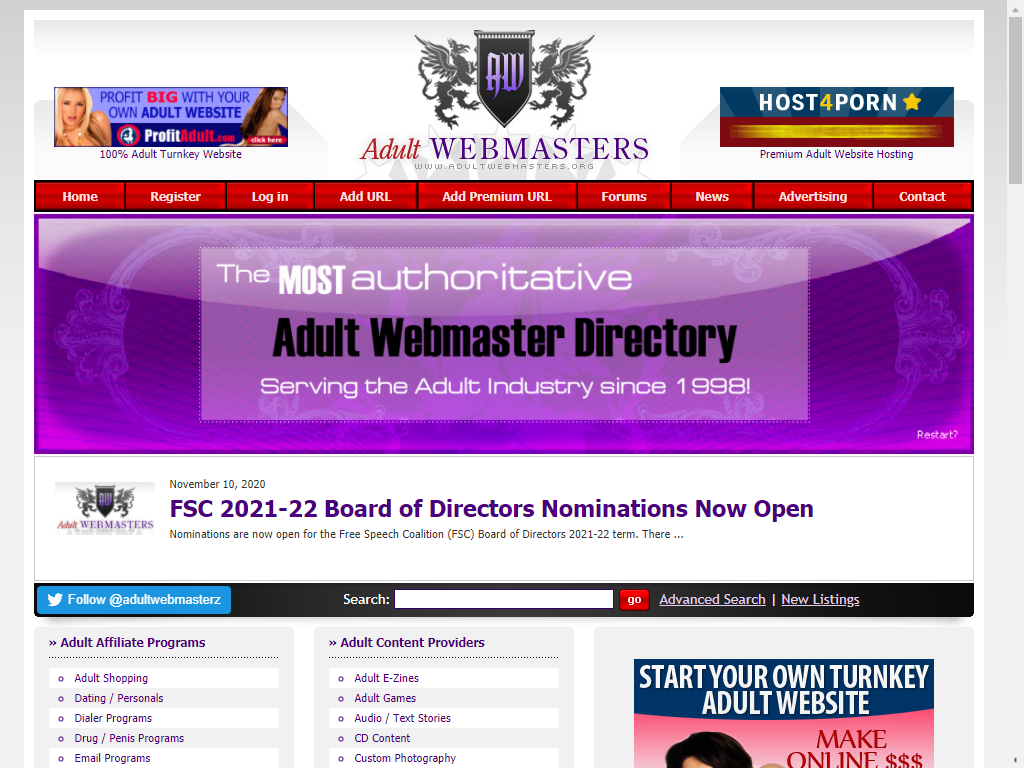 PROFIT BIG WITH YOUR
OWN ADULT WEBSITE
ProfitAdult.com
click here
100% Adult Turnkey Website
AW
Adult WEBMASTERS
WWW.ADULTWEBMASTERS.ORG
HOST4PORN
Premium Adult Website Hosting
Home Register Log in Add URL Add Premium URL Forums News Advertising Contact
The MOST authoritative
Adult Webmaster Directory
Serving the Adult Industry since 1998!
Restart?
AW
Adult WEBMASTERS
November 10, 2020
FSC 2021-22 Board of Directors Nominations Now Open
Nominations are now open for the Free Speech Coalition (FSC) Board of Directors 2021-22 term. There ...
Follow @adultwebmasterz
Search: go Advanced Search | New Listings
» Adult Affiliate Programs
Adult Shopping
Dating / Personals
Dialer Programs
Drug / Penis Programs
Email Programs
» Adult Content Providers
Adult E-Zines
Adult Games
Audio / Text Stories
CD Content
Custom Photography
START YOUR OWN TURNKEY
ADULT WEBSITE
MAKE
ONLINE $$$